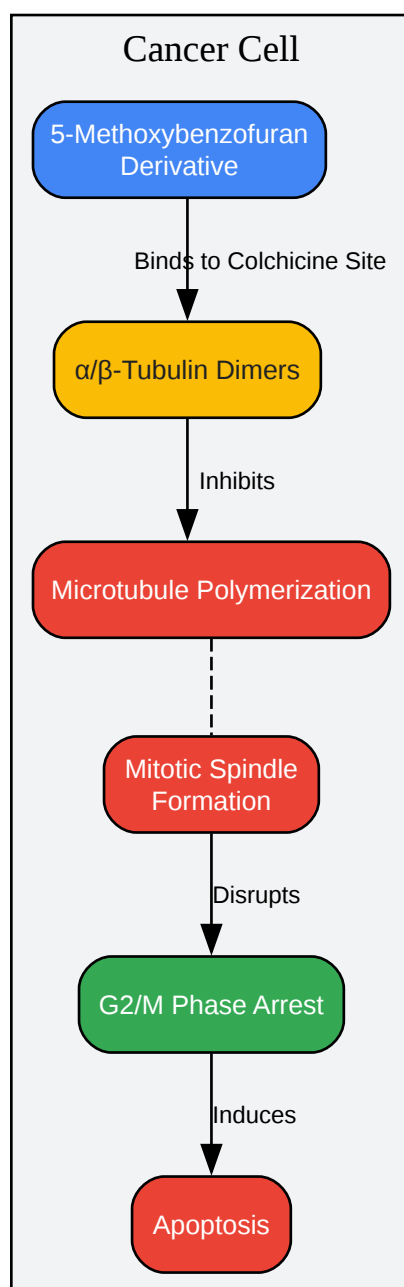 Cancer Cell
5-Methoxybenzofuran
Derivative
Binds to Colchicine Site
α/β-Tubulin Dimers
Inhibits
Microtubule Polymerization
Mitotic Spindle
Formation
Disrupts
G2/M Phase Arrest
Induces
Apoptosis